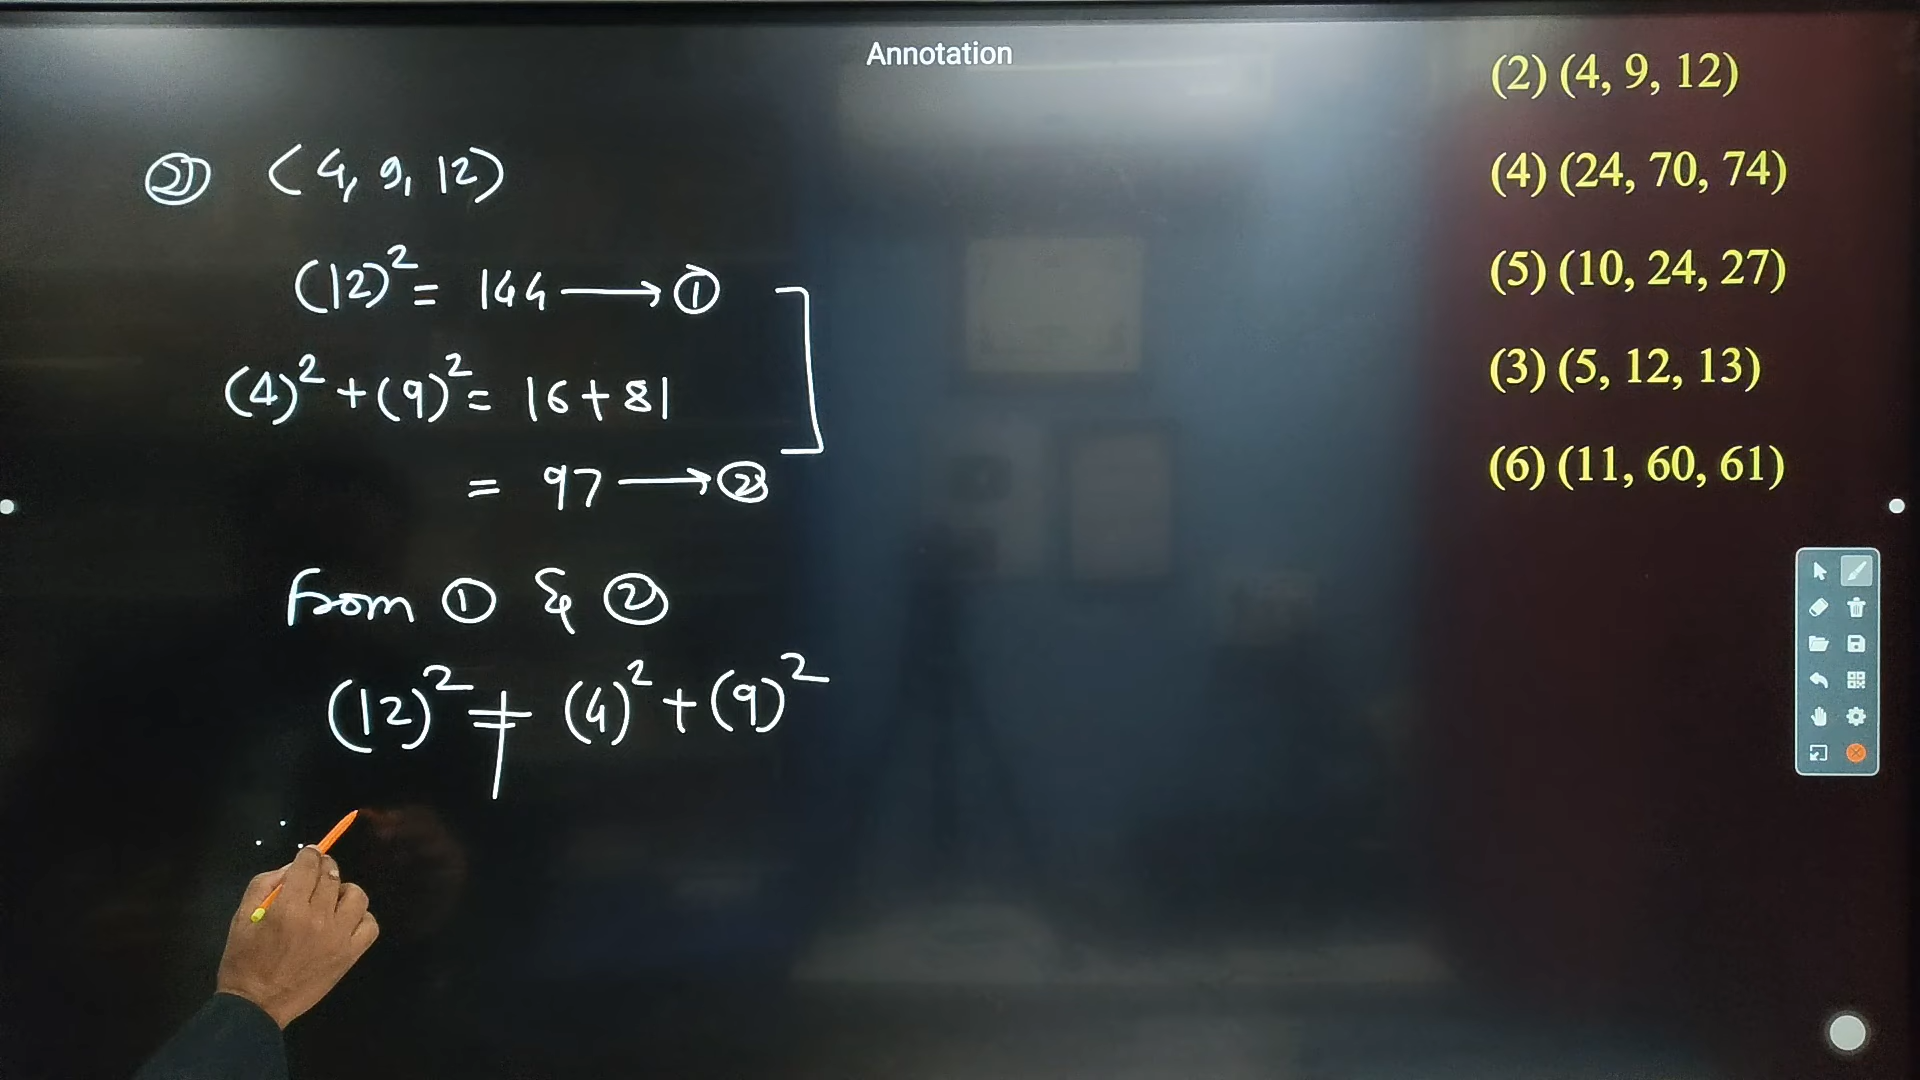 Annotation
(2) (4, 9, 12)
(4) (24, 70, 74)
(5) (10, 24, 27)
(3) (5, 12, 13)
(6) (11, 60, 61)
② (4, 9, 12)
(12)² = 144 ⟶ ①
(4)² + (9)² = 16 + 81
= 97 ⟶ ②
from ① & ②
(12)² ≠ (4)² + (9)²
∴